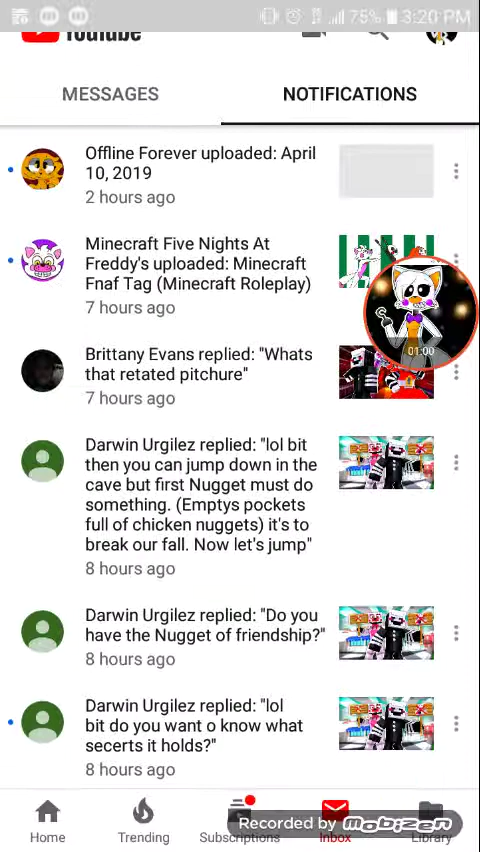 75% 3:20 PM
YouTube
MESSAGES NOTIFICATIONS
Offline Forever uploaded: April
10, 2019
2 hours ago
Minecraft Five Nights At
Freddy's uploaded: Minecraft
Fnaf Tag (Minecraft Roleplay)
7 hours ago
01:00
Brittany Evans replied: "Whats
that retated pitchure"
7 hours ago
Darwin Urgilez replied: "lol bit
then you can jump down in the
cave but first Nugget must do
something. (Emptys pockets
full of chicken nuggets) it's to
break our fall. Now let's jump"
8 hours ago
Darwin Urgilez replied: "Do you
have the Nugget of friendship?"
8 hours ago
Darwin Urgilez replied: "lol
bit do you want o know what
secerts it holds?"
8 hours ago
Recorded by Mobizen
Home Trending Subscriptions Inbox Library